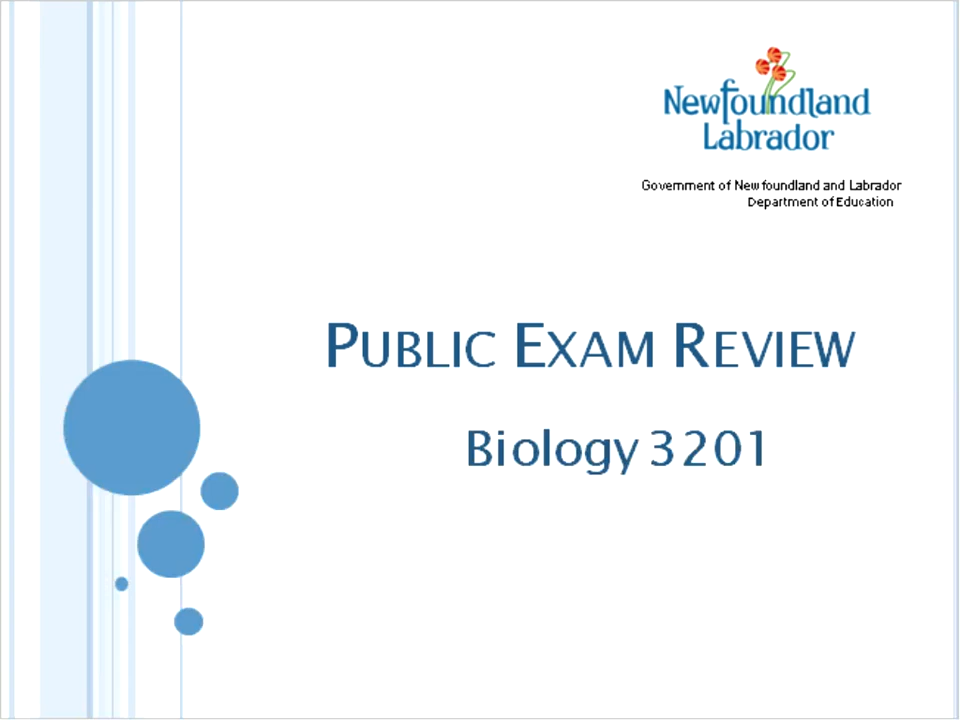 Newfoundland
Labrador
Government of Newfoundland and Labrador
Department of Education
PUBLIC EXAM REVIEW
Biology 3201